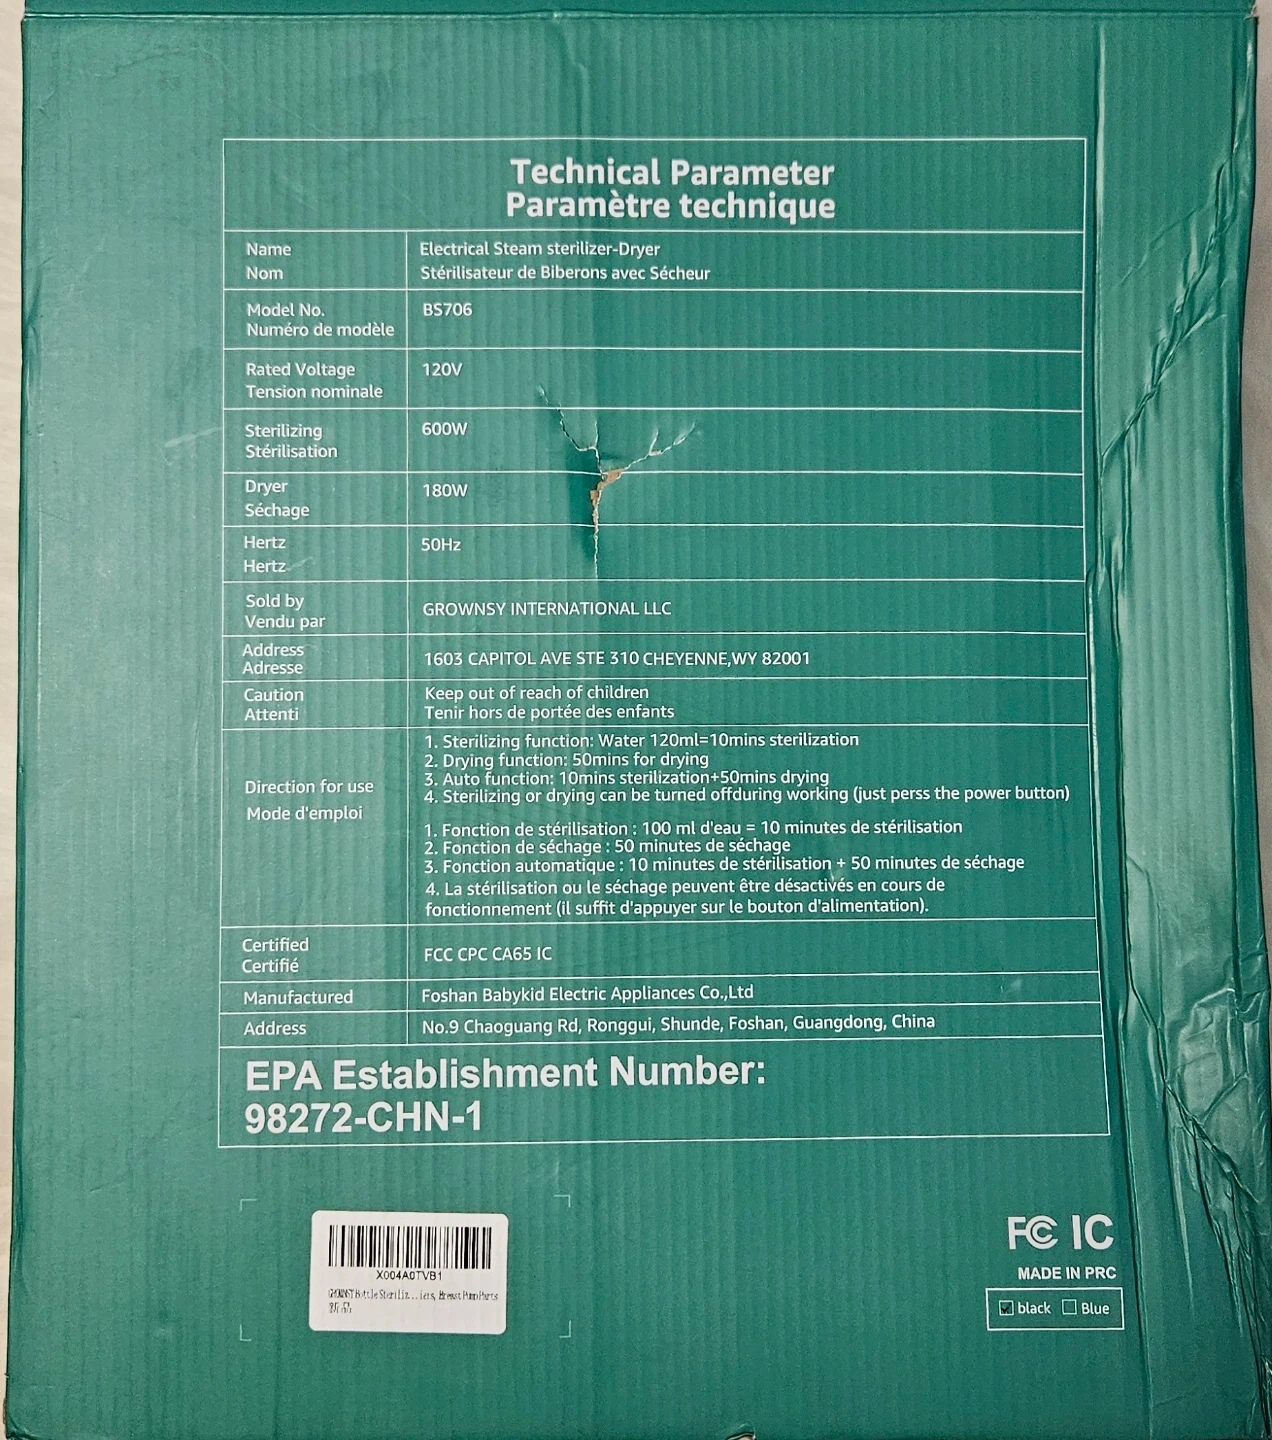 Technical Parameter
Paramètre technique
Name
Nom
Electrical Steam sterilizer-Dryer
Stérilisateur de Biberons avec Sécheur
Model No.
Numéro de modèle
BS706
Rated Voltage
Tension nominale
120V
Sterilizing
Stérilisation
600W
Dryer
Séchage
180W
Hertz
Hertz
50Hz
Sold by
Vendu par
GROWNSY INTERNATIONAL LLC
Address
Adresse
1603 CAPITOL AVE STE 310 CHEYENNE,WY 82001
Caution
Attenti
Keep out of reach of children
Tenir hors de portée des enfants
Direction for use
Mode d'emploi
1. Sterilizing function: Water 120ml=10mins sterilization
2. Drying function: 50mins for drying
3. Auto function: 10mins sterilization+50mins drying
4. Sterilizing or drying can be turned offduring working (just perss the power button)
1. Fonction de stérilisation : 100 ml d'eau = 10 minutes de stérilisation
2. Fonction de séchage : 50 minutes de séchage
3. Fonction automatique : 10 minutes de stérilisation + 50 minutes de séchage
4. La stérilisation ou le séchage peuvent être désactivés en cours de
fonctionnement (il suffit d'appuyer sur le bouton d'alimentation).
Certified
Certifié
FCC CPC CA65 IC
Manufactured
Foshan Babykid Electric Appliances Co.,Ltd
Address
No.9 Chaoguang Rd, Ronggui, Shunde, Foshan, Guangdong, China
EPA Establishment Number:
98272-CHN-1
X004A0TVB1
Bottle Steriliz...iers, Breast Pump Parts
新品
FC IC
MADE IN PRC
black Blue